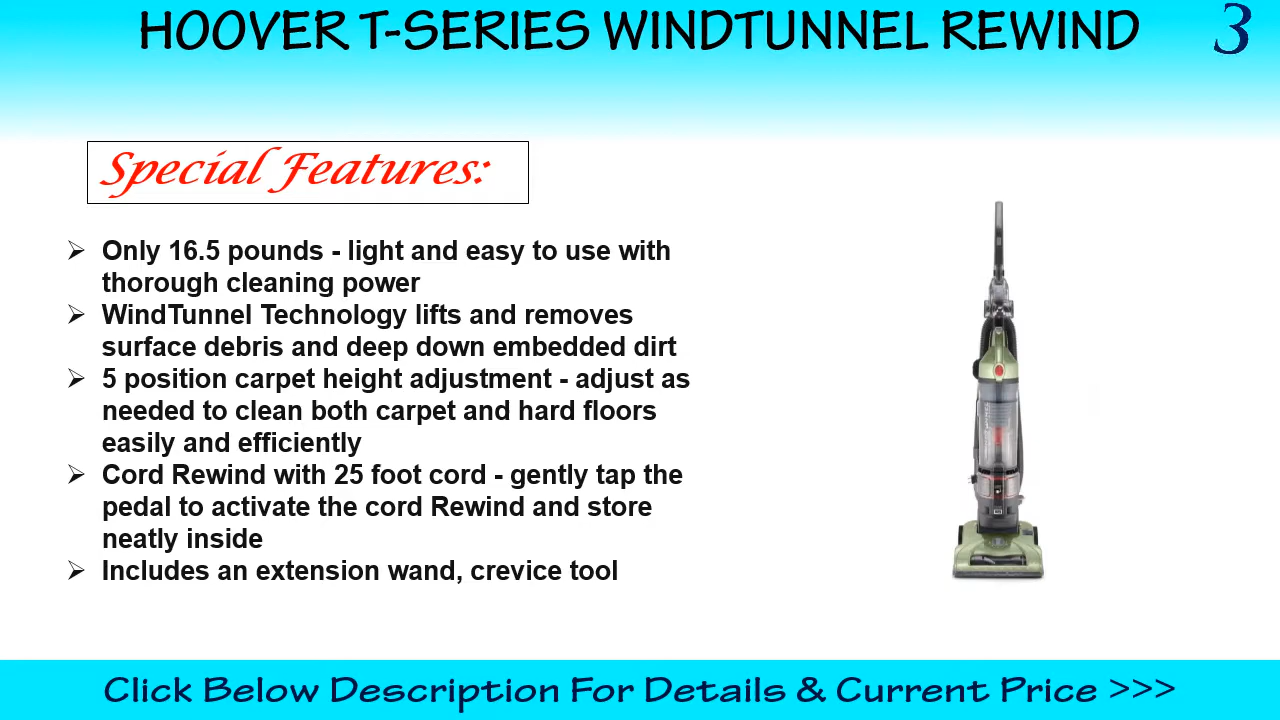 HOOVER T-SERIES WINDTUNNEL REWIND 3
Special Features:
➢ Only 16.5 pounds - light and easy to use with
thorough cleaning power
➢ WindTunnel Technology lifts and removes
surface debris and deep down embedded dirt
➢ 5 position carpet height adjustment - adjust as
needed to clean both carpet and hard floors
easily and efficiently
➢ Cord Rewind with 25 foot cord - gently tap the
pedal to activate the cord Rewind and store
neatly inside
➢ Includes an extension wand, crevice tool
Click Below Description For Details & Current Price >>>